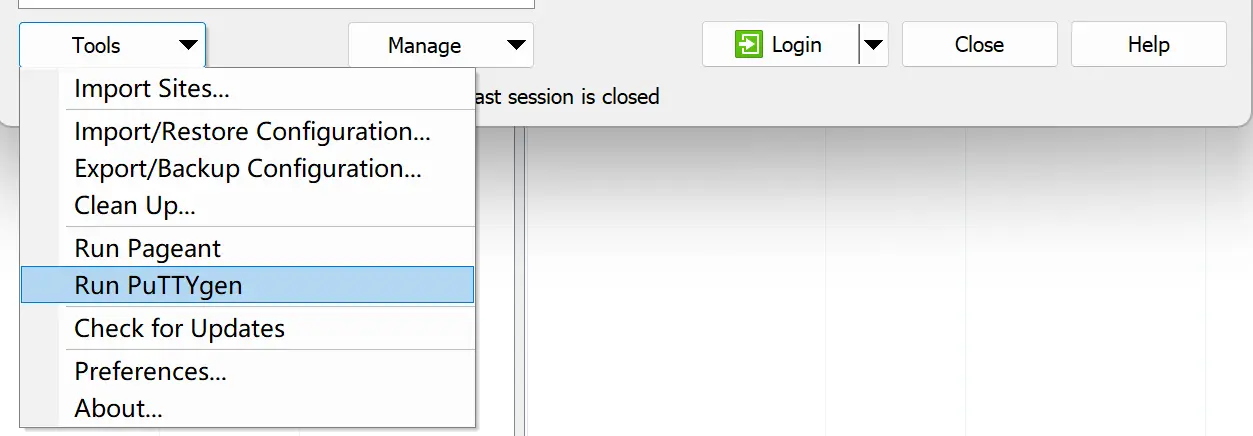 Tools
Manage
Login
Close
Help
Import Sites...
ast session is closed
Import/Restore Configuration...
Export/Backup Configuration...
Clean Up...
Run Pageant
Run PuTTYgen
Check for Updates
Preferences...
About...